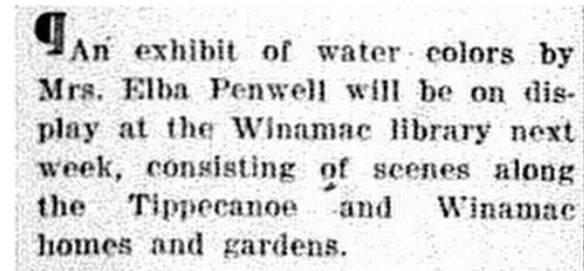 ¶An exhibit of water colors by
Mrs. Elba Penwell will be on dis-
play at the Winamac library next
week, consisting of scenes along
the Tippecanoe and Winamac
homes and gardens.